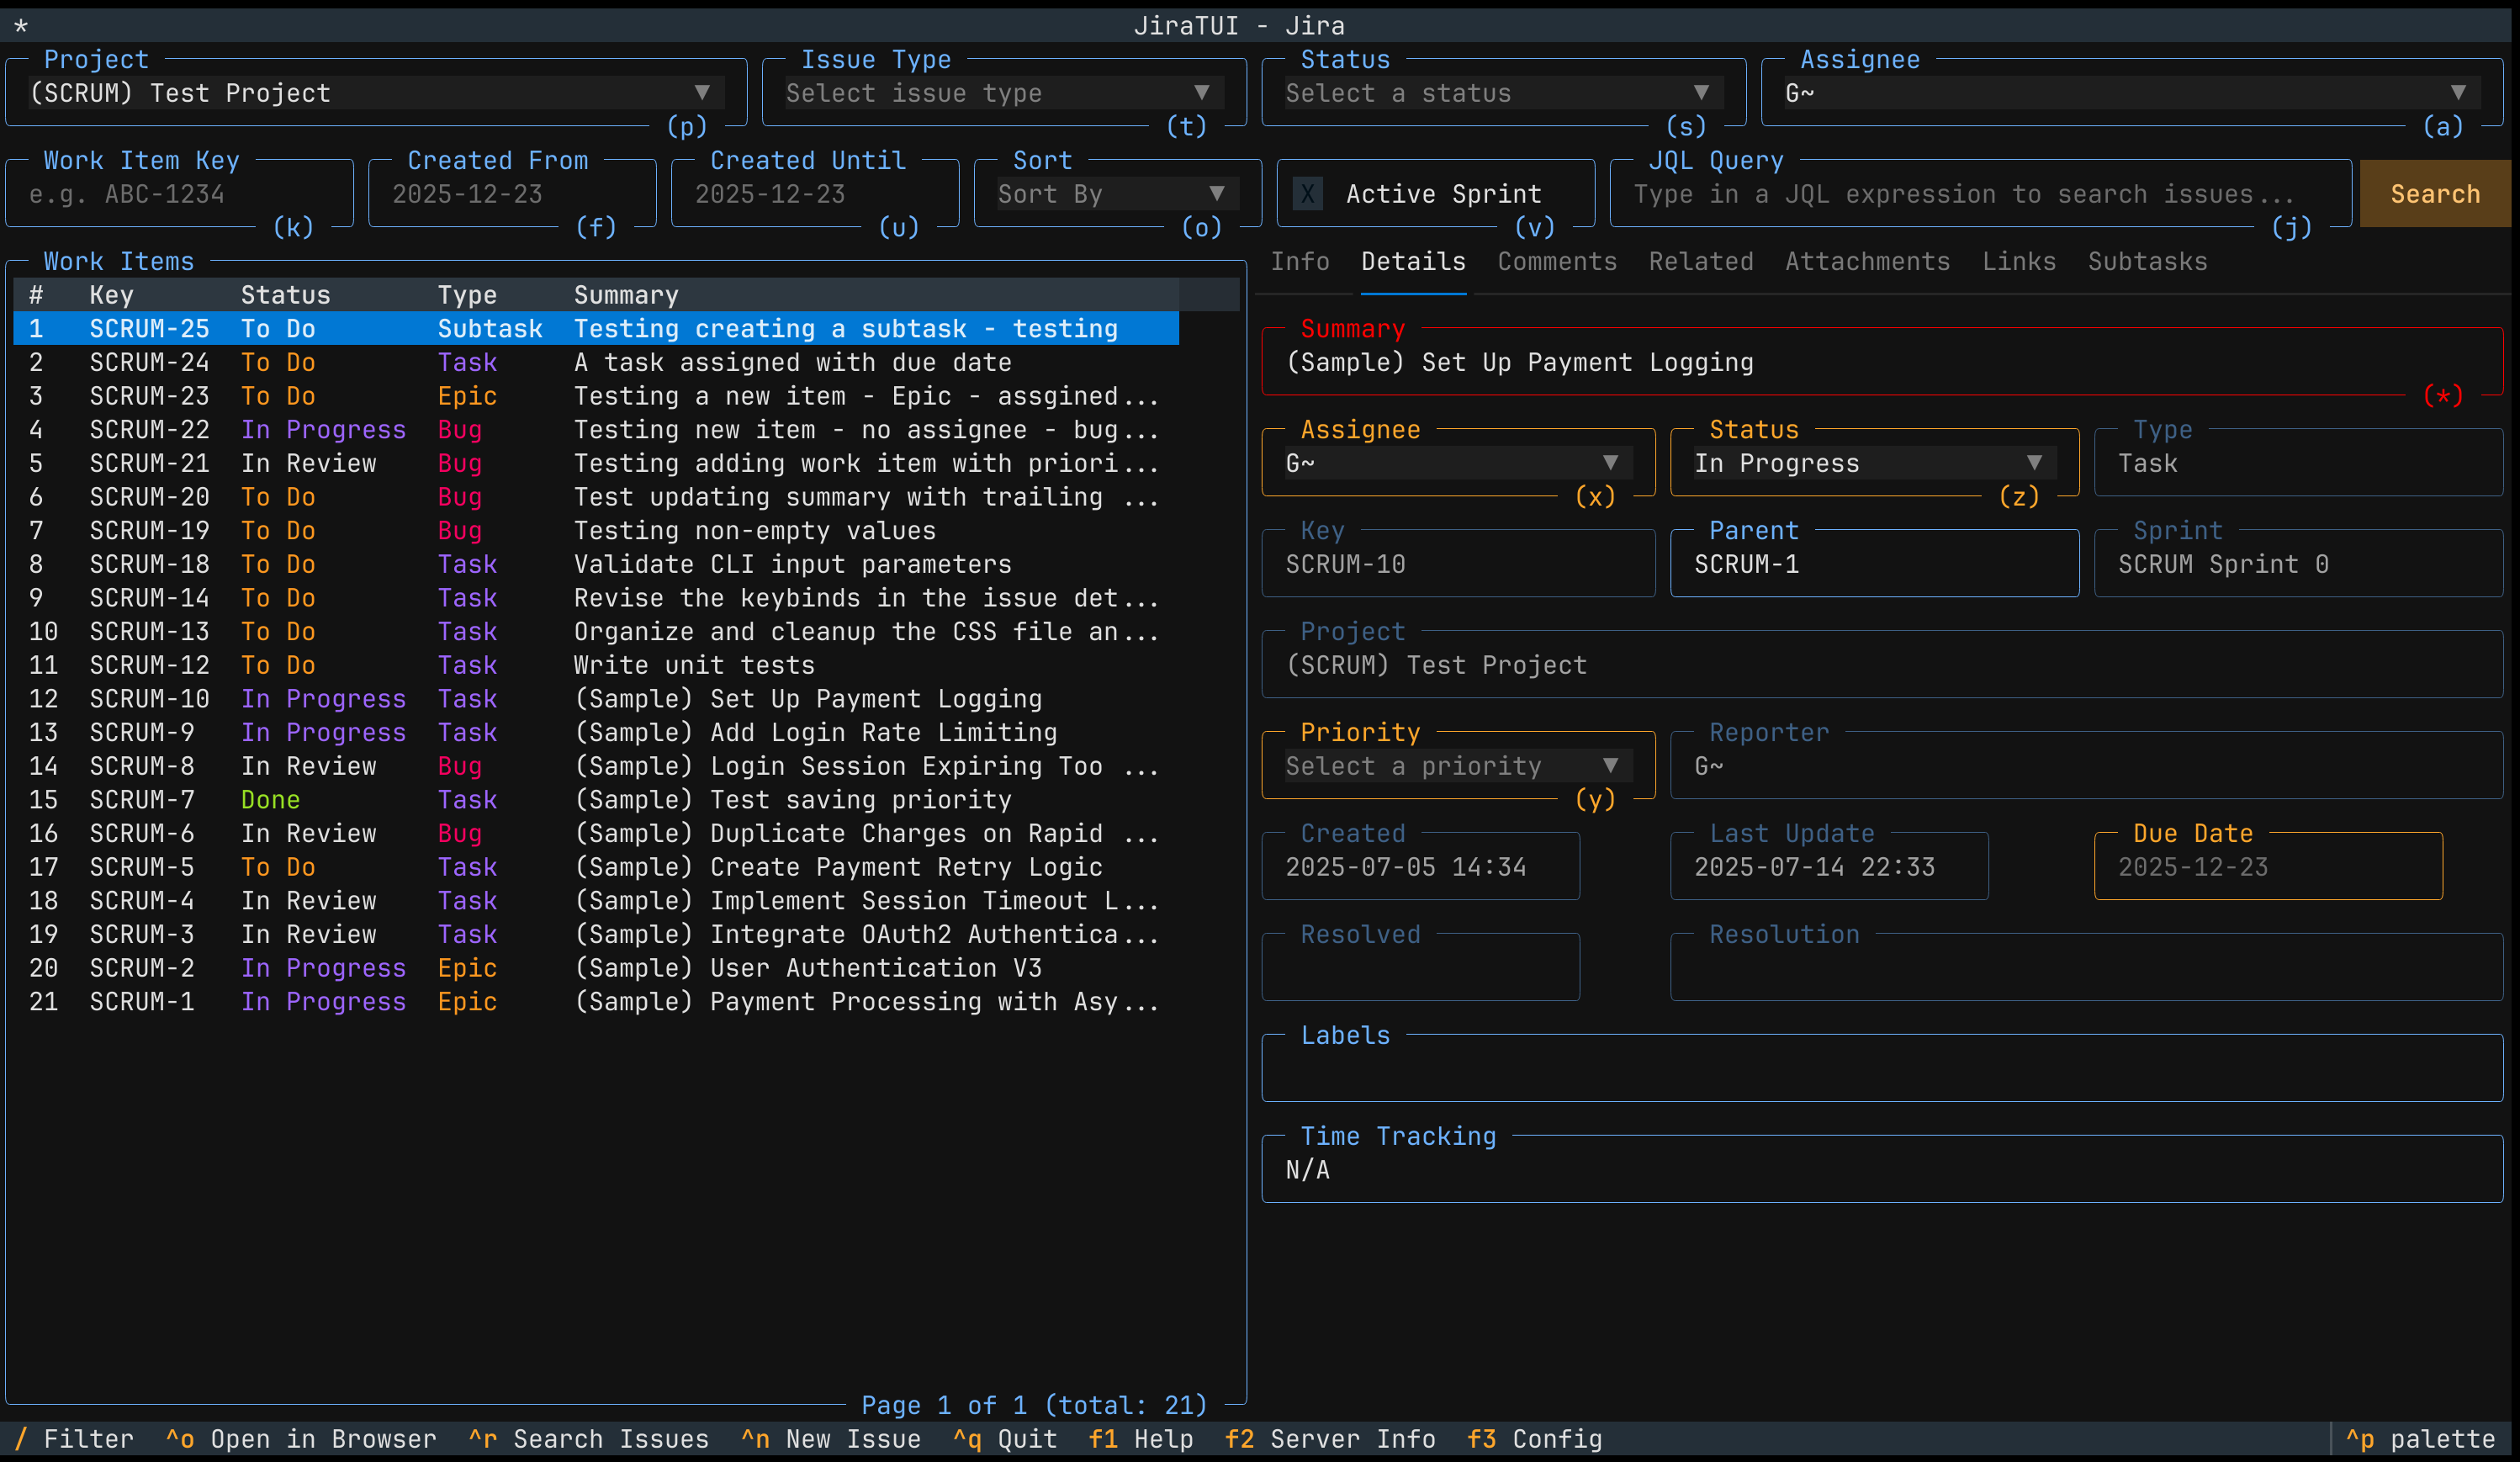 * JiraTUI - Jira
Project Issue Type Status Assignee
(SCRUM) Test Project ▼ Select issue type ▼ Select a status ▼ G~ ▼
(p) (t) (s) (a)
Work Item Key Created From Created Until Sort JQL Query
e.g. ABC-1234 2025-12-23 2025-12-23 Sort By ▼ X Active Sprint Type in a JQL expression to search issues... Search
(k) (f) (u) (o) (v) (j)
Work Items
# Key Status Type Summary
1 SCRUM-25 To Do Subtask Testing creating a subtask - testing
2 SCRUM-24 To Do Task A task assigned with due date
3 SCRUM-23 To Do Epic Testing a new item - Epic - assgined...
4 SCRUM-22 In Progress Bug Testing new item - no assignee - bug...
5 SCRUM-21 In Review Bug Testing adding work item with priori...
6 SCRUM-20 To Do Bug Test updating summary with trailing ...
7 SCRUM-19 To Do Bug Testing non-empty values
8 SCRUM-18 To Do Task Validate CLI input parameters
9 SCRUM-14 To Do Task Revise the keybinds in the issue det...
10 SCRUM-13 To Do Task Organize and cleanup the CSS file an...
11 SCRUM-12 To Do Task Write unit tests
12 SCRUM-10 In Progress Task (Sample) Set Up Payment Logging
13 SCRUM-9 In Progress Task (Sample) Add Login Rate Limiting
14 SCRUM-8 In Review Bug (Sample) Login Session Expiring Too ...
15 SCRUM-7 Done Task (Sample) Test saving priority
16 SCRUM-6 In Review Bug (Sample) Duplicate Charges on Rapid ...
17 SCRUM-5 To Do Task (Sample) Create Payment Retry Logic
18 SCRUM-4 In Review Task (Sample) Implement Session Timeout L...
19 SCRUM-3 In Review Task (Sample) Integrate OAuth2 Authentica...
20 SCRUM-2 In Progress Epic (Sample) User Authentication V3
21 SCRUM-1 In Progress Epic (Sample) Payment Processing with Asy...
Page 1 of 1 (total: 21)
Info Details Comments Related Attachments Links Subtasks
Summary
(Sample) Set Up Payment Logging
(*)
Assignee Status Type
G~ ▼ In Progress ▼ Task
(x) (z)
Key Parent Sprint
SCRUM-10 SCRUM-1 SCRUM Sprint 0
Project
(SCRUM) Test Project
Priority Reporter
Select a priority ▼ G~
(y)
Created Last Update Due Date
2025-07-05 14:34 2025-07-14 22:33 2025-12-23
Resolved Resolution
Labels
Time Tracking
N/A
/ Filter ^o Open in Browser ^r Search Issues ^n New Issue ^q Quit f1 Help f2 Server Info f3 Config ^p palette